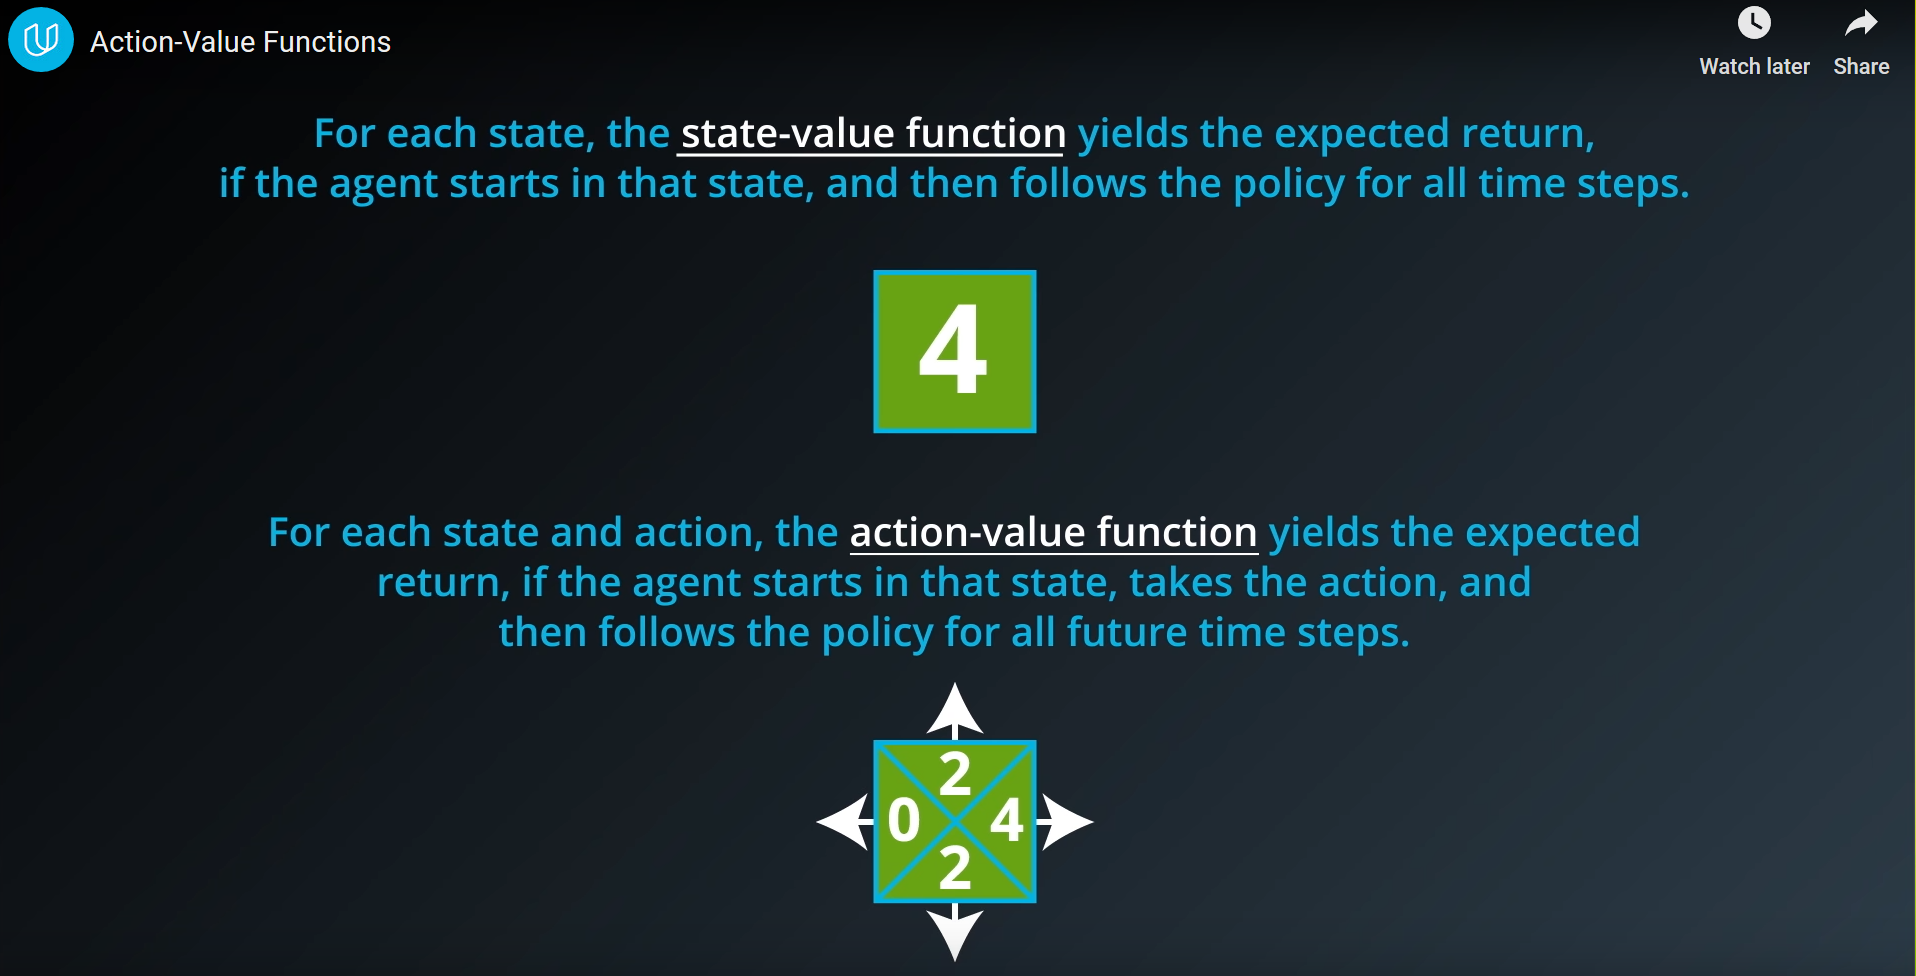 Action-Value Functions
Watch later
Share
For each state, the state-value function yields the expected return,
if the agent starts in that state, and then follows the policy for all time steps.
4
For each state and action, the action-value function yields the expected
return, if the agent starts in that state, takes the action, and
then follows the policy for all future time steps.
2
0 4
2